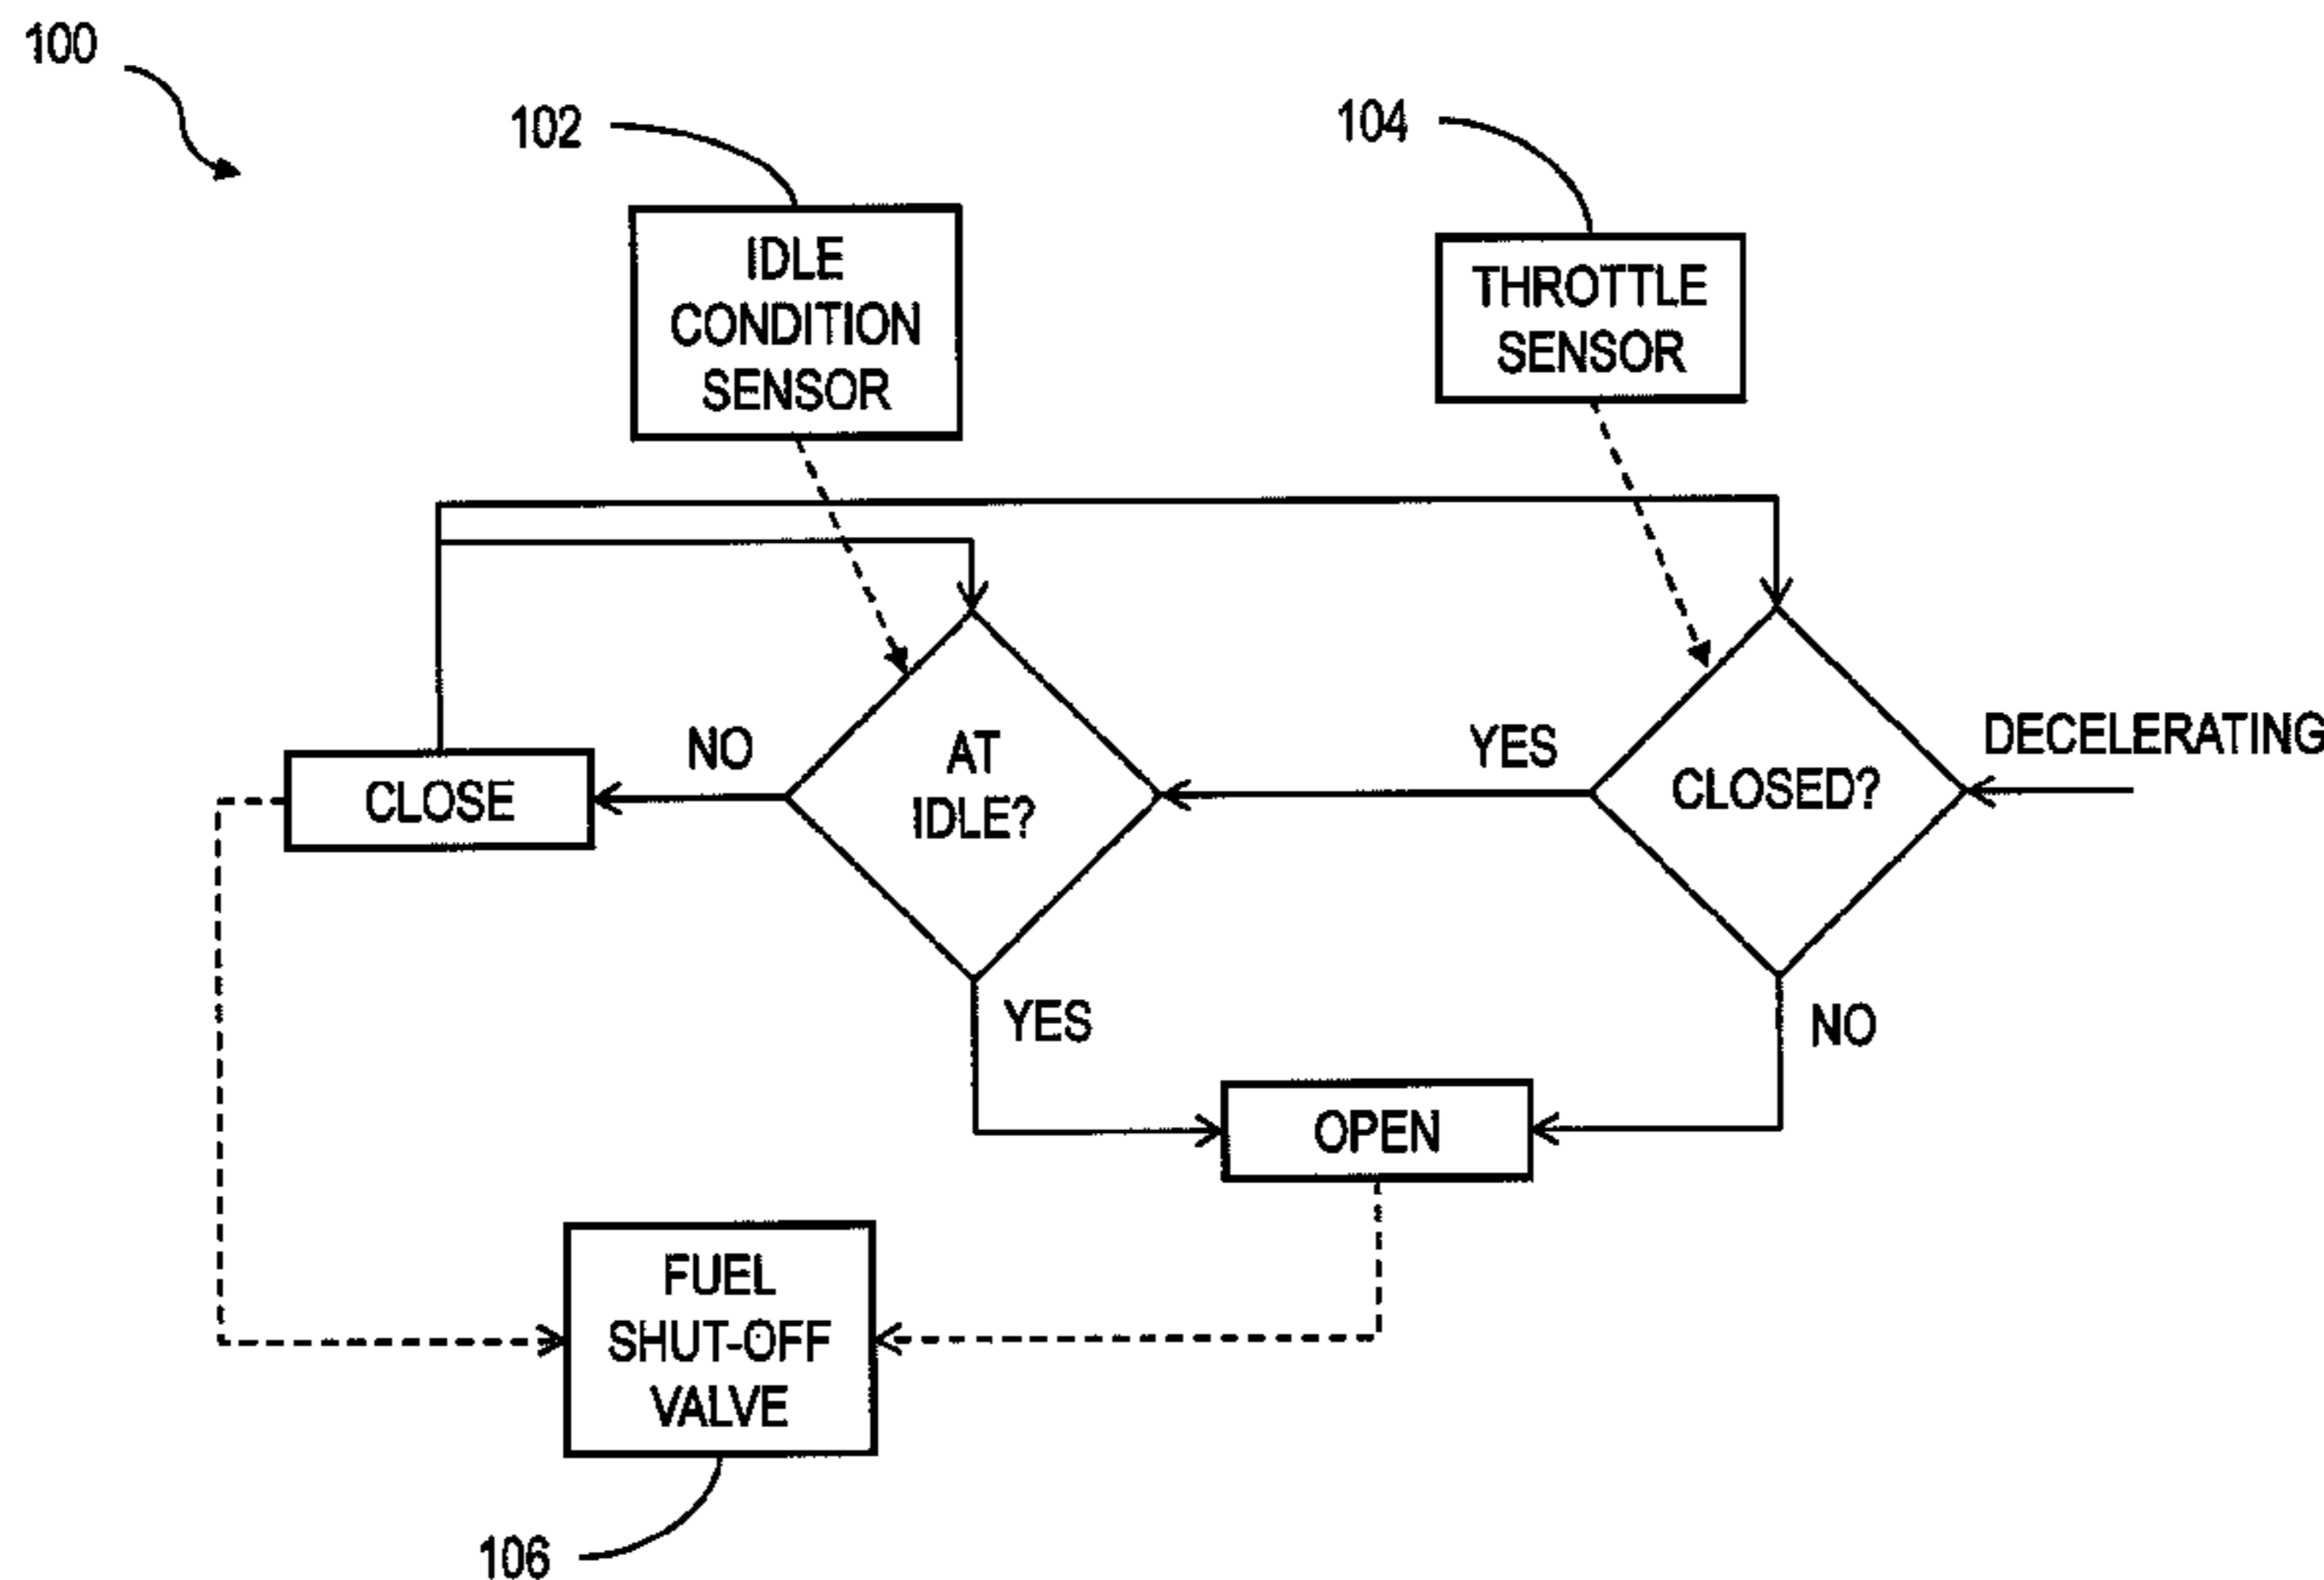 100
102
104
IDLE
CONDITION
SENSOR
THROTTLE
SENSOR
DECELERATING
NO
AT
IDLE?
YES
CLOSED?
CLOSE
YES
NO
OPEN
FUEL
SHUT-OFF
VALVE
106